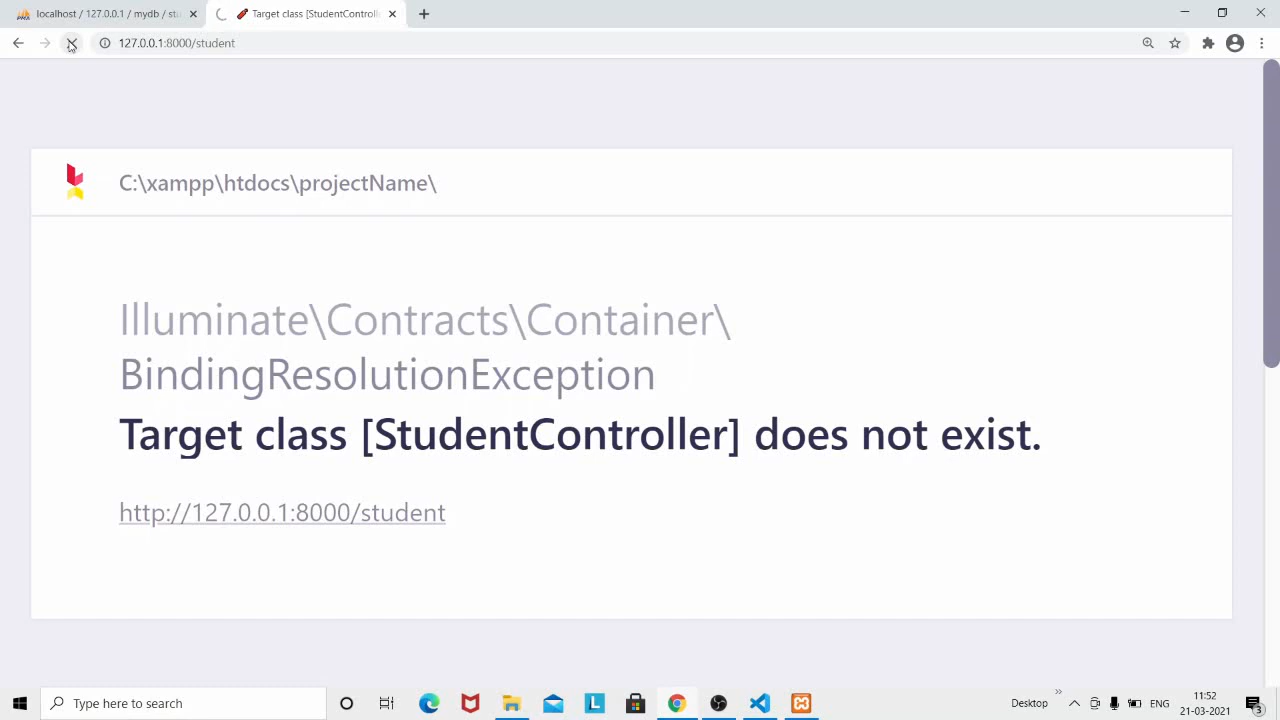 localhost / 127.0.0.1 / mydb / stu
Target class [StudentControlle
127.0.0.1:8000/student
C:\xampp\htdocs\projectName\
Illuminate\Contracts\Container\
BindingResolutionException
Target class [StudentController] does not exist.
http://127.0.0.1:8000/student
Type here to search
Desktop
ENG
11:52
21-03-2021
3